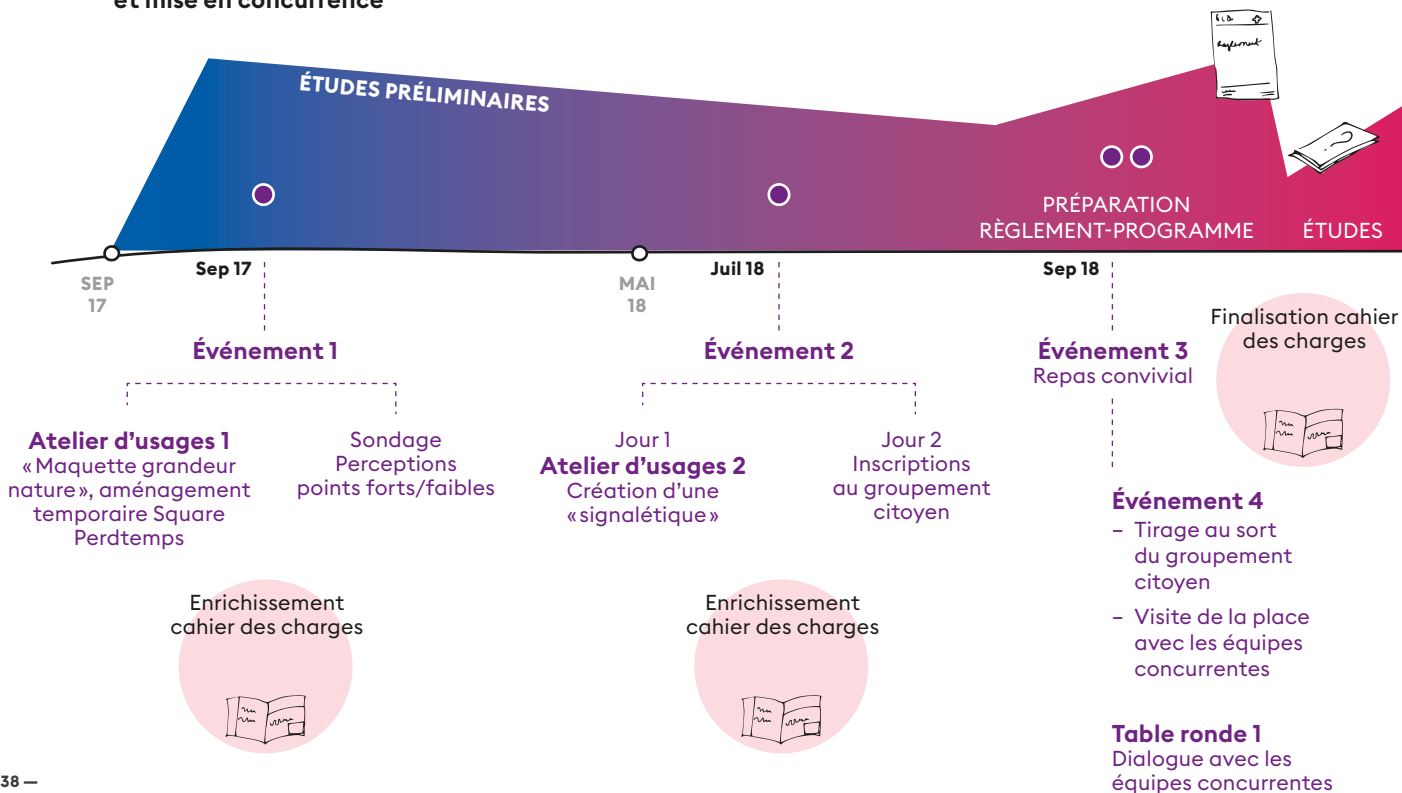 et mise en concurrence
Règlement
ÉTUDES PRÉLIMINAIRES
?
PRÉPARATION
RÈGLEMENT-PROGRAMME
ÉTUDES
Sep 17
Juil 18
Sep 18
SEP
17
MAI
18
Événement 1
Atelier d’usages 1
«Maquette grandeur
nature», aménagement
temporaire Square
Perdtemps
Sondage
Perceptions
points forts/faibles
Enrichissement
cahier des charges
Événement 2
Jour 1
Atelier d’usages 2
Création d’une
«signalétique»
Jour 2
Inscriptions
au groupement
citoyen
Enrichissement
cahier des charges
Événement 3
Repas convivial
Finalisation cahier
des charges
Événement 4
– Tirage au sort
du groupement
citoyen
– Visite de la place
avec les équipes
concurrentes
Table ronde 1
Dialogue avec les
équipes concurrentes
38 —